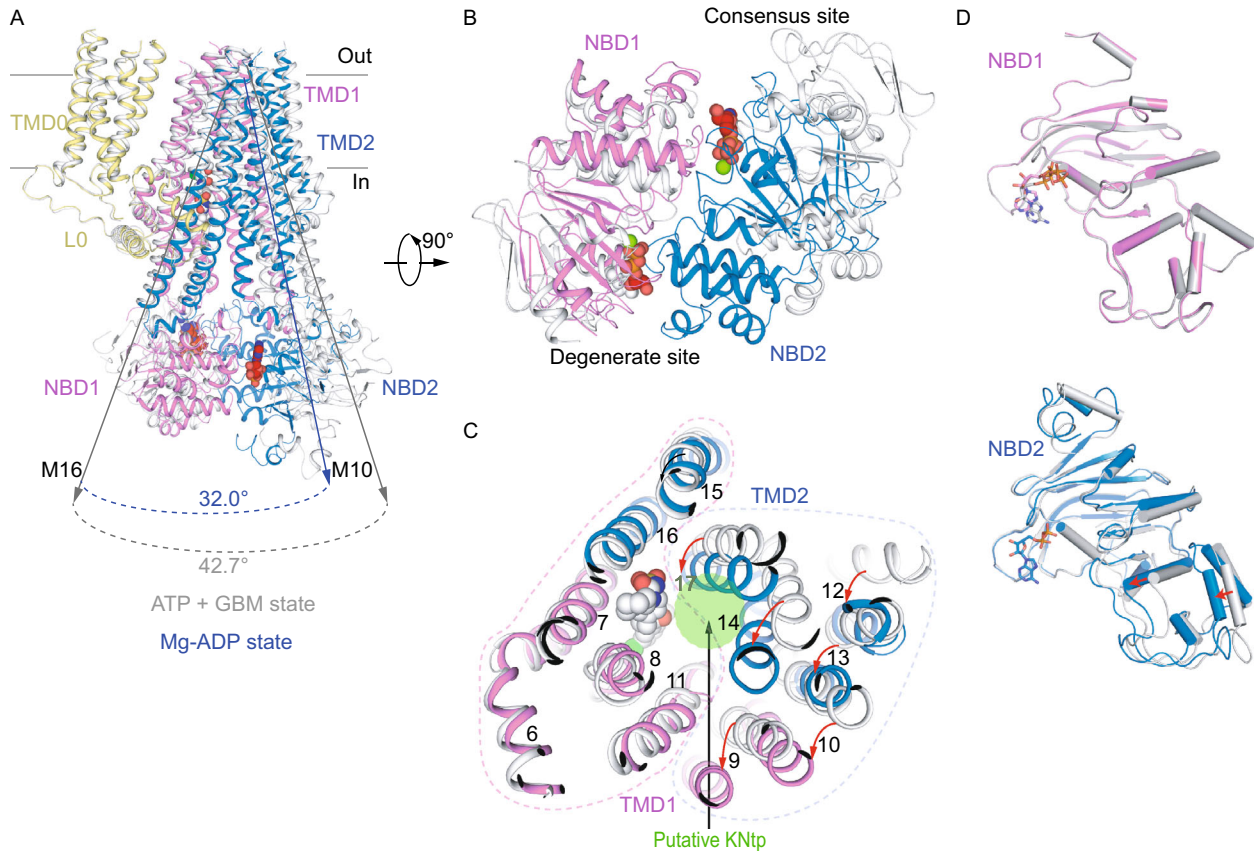 A
Out
TMD1
TMD0
TMD2
In
L0
NBD1
NBD2
M16
M10
32.0°
42.7°
ATP + GBM state
Mg-ADP state
90°
B
Consensus site
NBD1
Degenerate site
NBD2
C
15
TMD2
16
17
12
7
14
8
13
11
6
10
9
TMD1
Putative KNtp
D
NBD1
NBD2